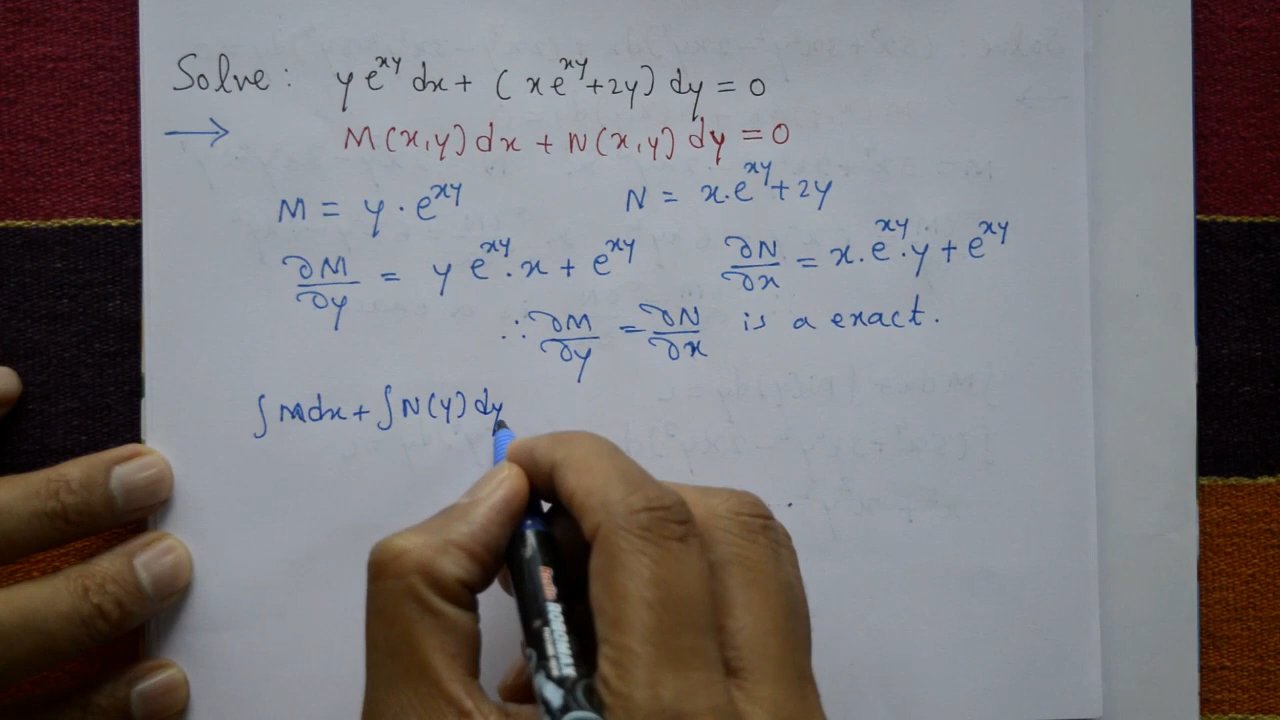 Solve: y e^{xy} dx + (x e^{xy} + 2y) dy = 0
→ M(x,y) dx + N(x,y) dy = 0
M = y · e^{xy} N = x · e^{xy} + 2y
∂M/∂y = y e^{xy} · x + e^{xy} ∂N/∂x = x · e^{xy} · y + e^{xy}
∴ ∂M/∂y = ∂N/∂x is a exact.
∫ M dx + ∫ N(y) dy